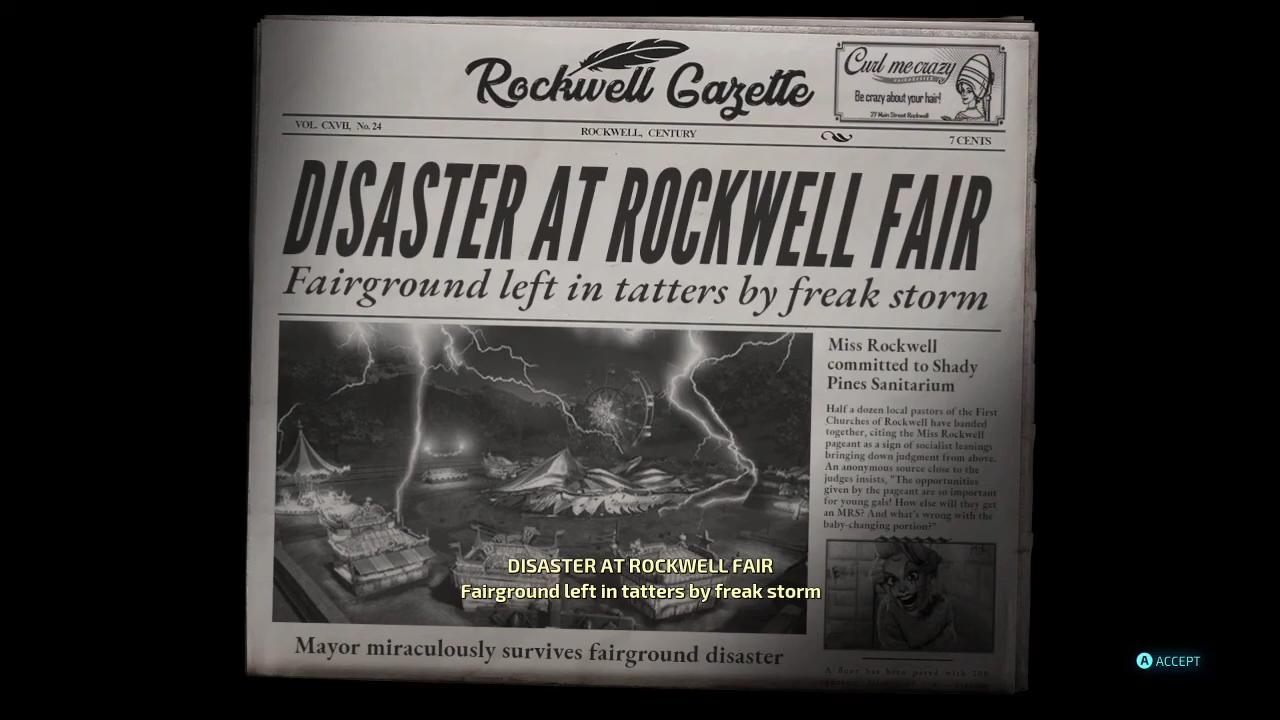 Rockwell Gazette
Curl me crazy
HAIRDRESSER
Be crazy about your hair!
27 Main Street Rockwell
VOL. CXVII, No. 24
ROCKWELL, CENTURY
7 CENTS
DISASTER AT ROCKWELL FAIR
Fairground left in tatters by freak storm
Miss Rockwell
committed to Shady
Pines Sanitarium
Half a dozen local pastors of the First
Churches of Rockwell have banded
together, citing the Miss Rockwell
pageant as a sign of socialist leanings
bringing down judgment from above.
An anonymous source close to the
judges insists, "The opportunities
given by the pageant are so important
for young gals! How else will they get
an MRS? And what's wrong with the
baby-changing portion?"
DISASTER AT ROCKWELL FAIR
Fairground left in tatters by freak storm
Mayor miraculously survives fairground disaster
A ACCEPT